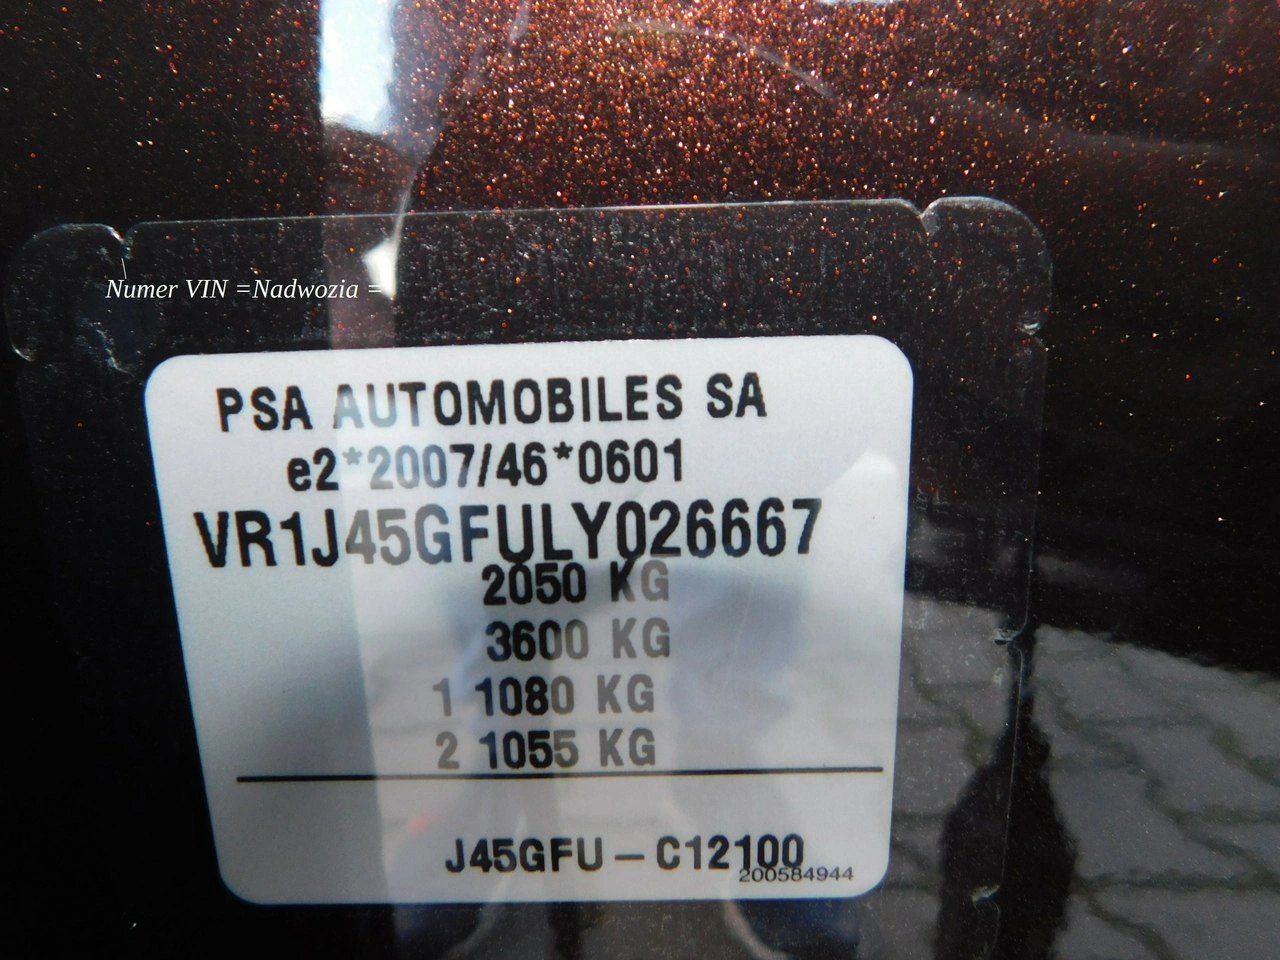 Numer VIN =Nadwozia =
PSA AUTOMOBILES SA
e2*2007/46*0601
VR1J45GFULY026667
2050 KG
3600 KG
1 1080 KG
2 1055 KG
J45GFU – C12100
200584944